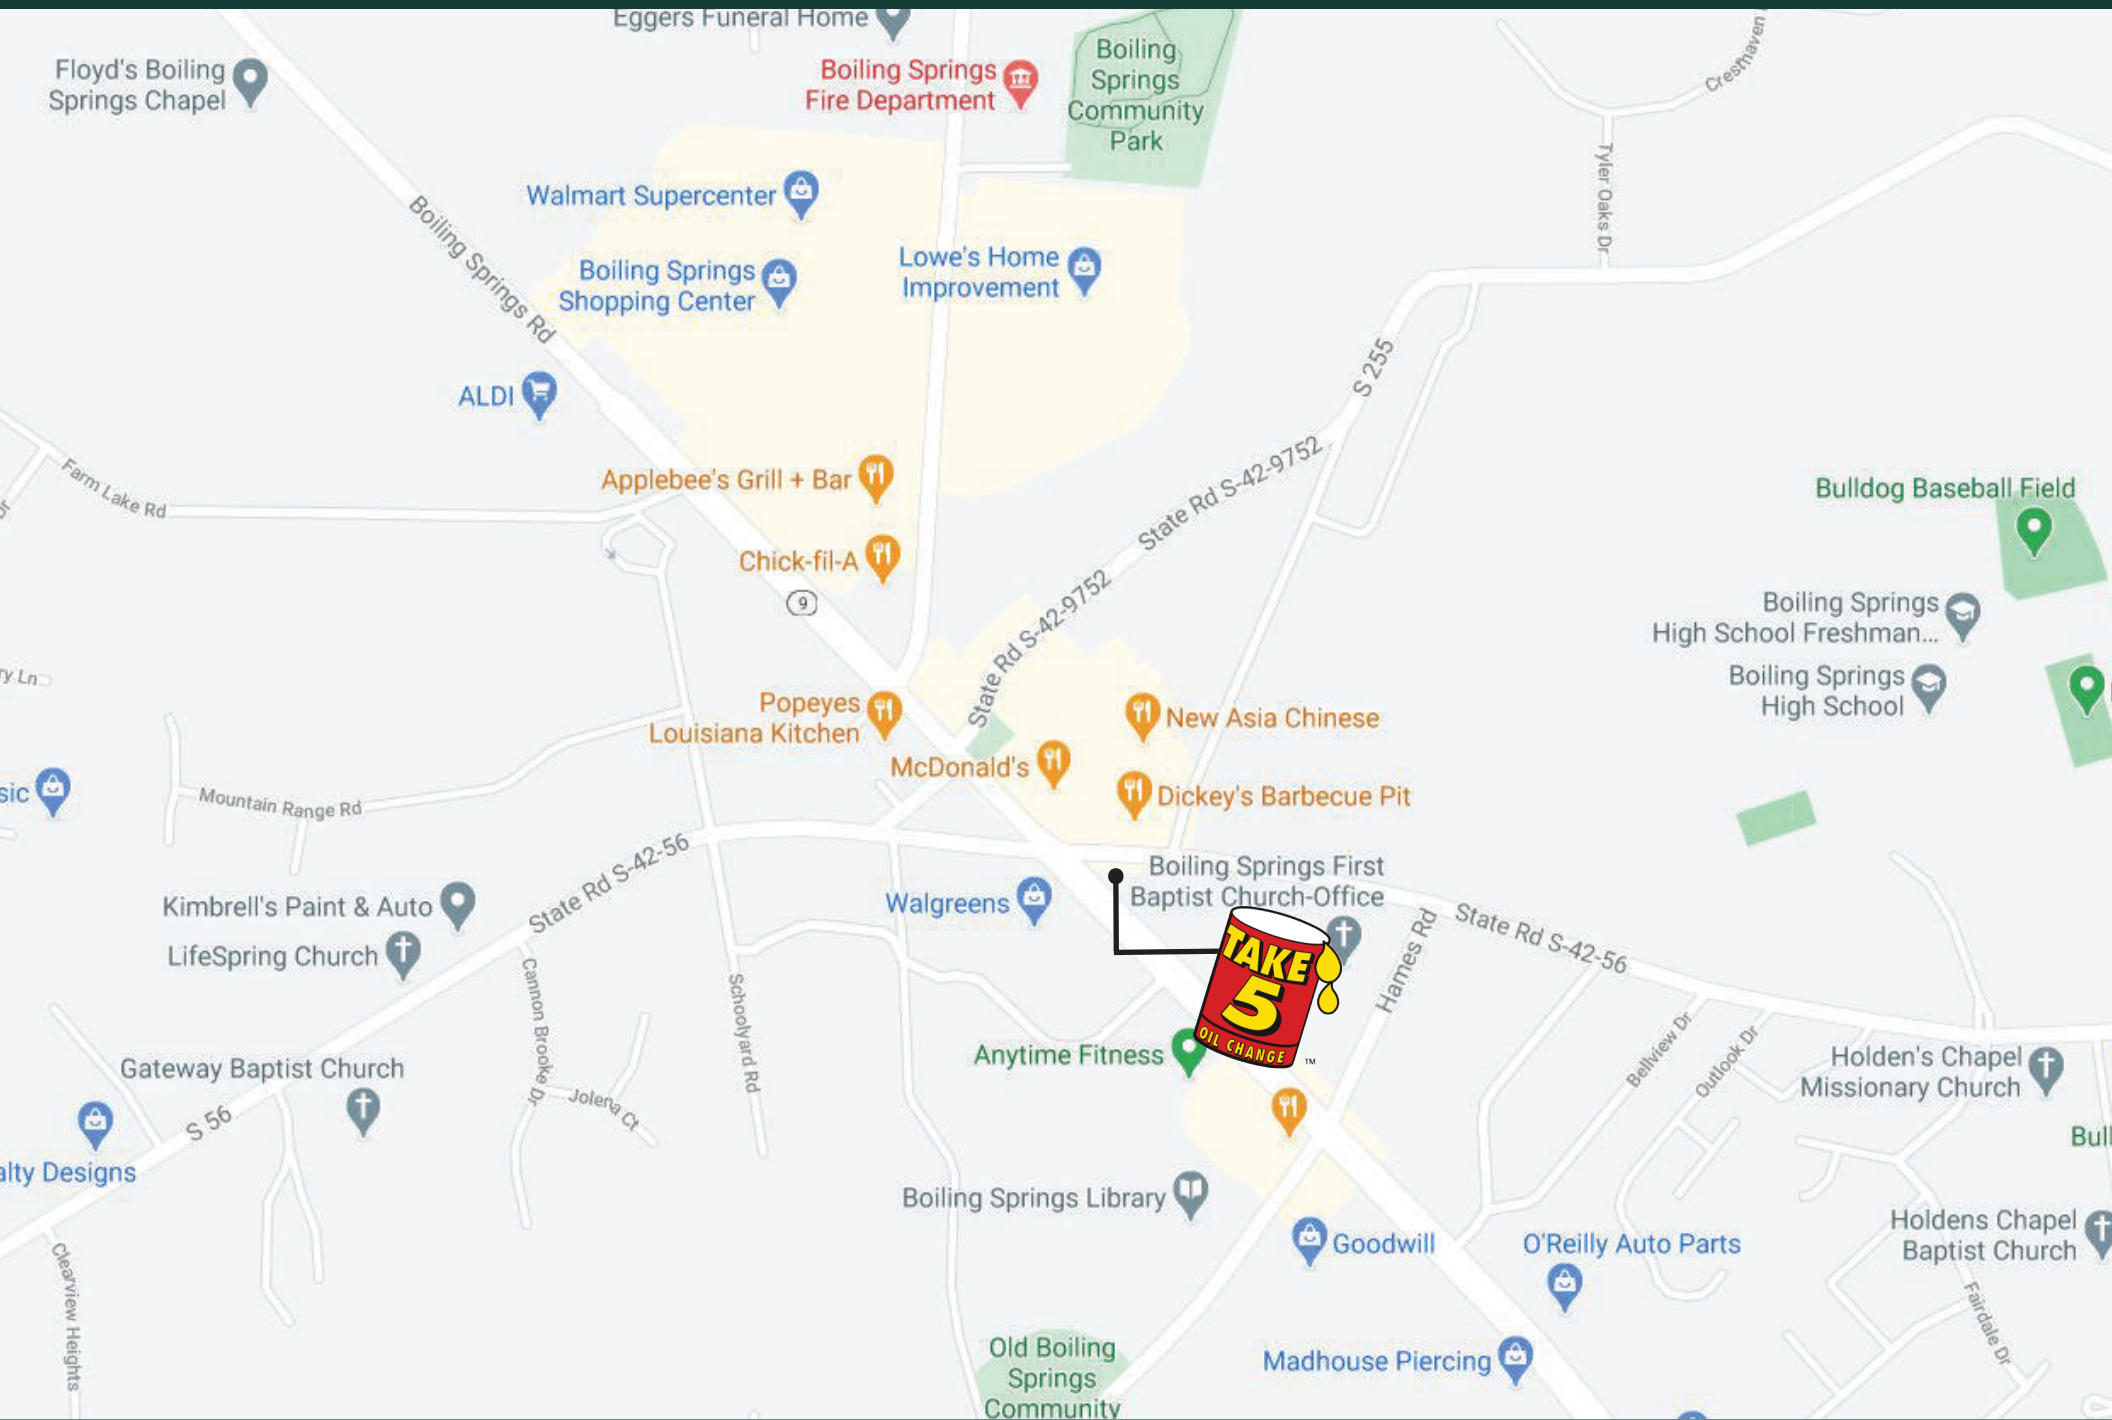 Eggers Funeral Home
Floyd's Boiling
Springs Chapel
Boiling Springs
Fire Department
Boiling
Springs
Community
Park
Cresthaven
Tyler Oaks Dr
Walmart Supercenter
Boiling Springs Rd
Boiling Springs
Shopping Center
Lowe's Home
Improvement
S 255
ALDI
Farm Lake Rd
Applebee's Grill + Bar
State Rd S-42-9752
Bulldog Baseball Field
Chick-fil-A
9
State Rd S-42-9752
Boiling Springs
High School Freshman...
Boiling Springs
High School
ry Ln
Popeyes
Louisiana Kitchen
New Asia Chinese
McDonald's
Dickey's Barbecue Pit
sic
Mountain Range Rd
State Rd S-42-56
Boiling Springs First
Baptist Church-Office
Walgreens
Kimbrell's Paint & Auto
LifeSpring Church
Hames Rd
State Rd S-42-56
TAKE
5
OIL CHANGE
TM
Cannon Brooke Dr
Schoolyard Rd
Anytime Fitness
Bellview Dr
Outlook Dr
Holden's Chapel
Missionary Church
Gateway Baptist Church
Jolena Ct
S 56
Bull
alty Designs
Boiling Springs Library
Goodwill
O'Reilly Auto Parts
Holdens Chapel
Baptist Church
Clearview Heights
Fairdale Dr
Old Boiling
Springs
Community
Madhouse Piercing